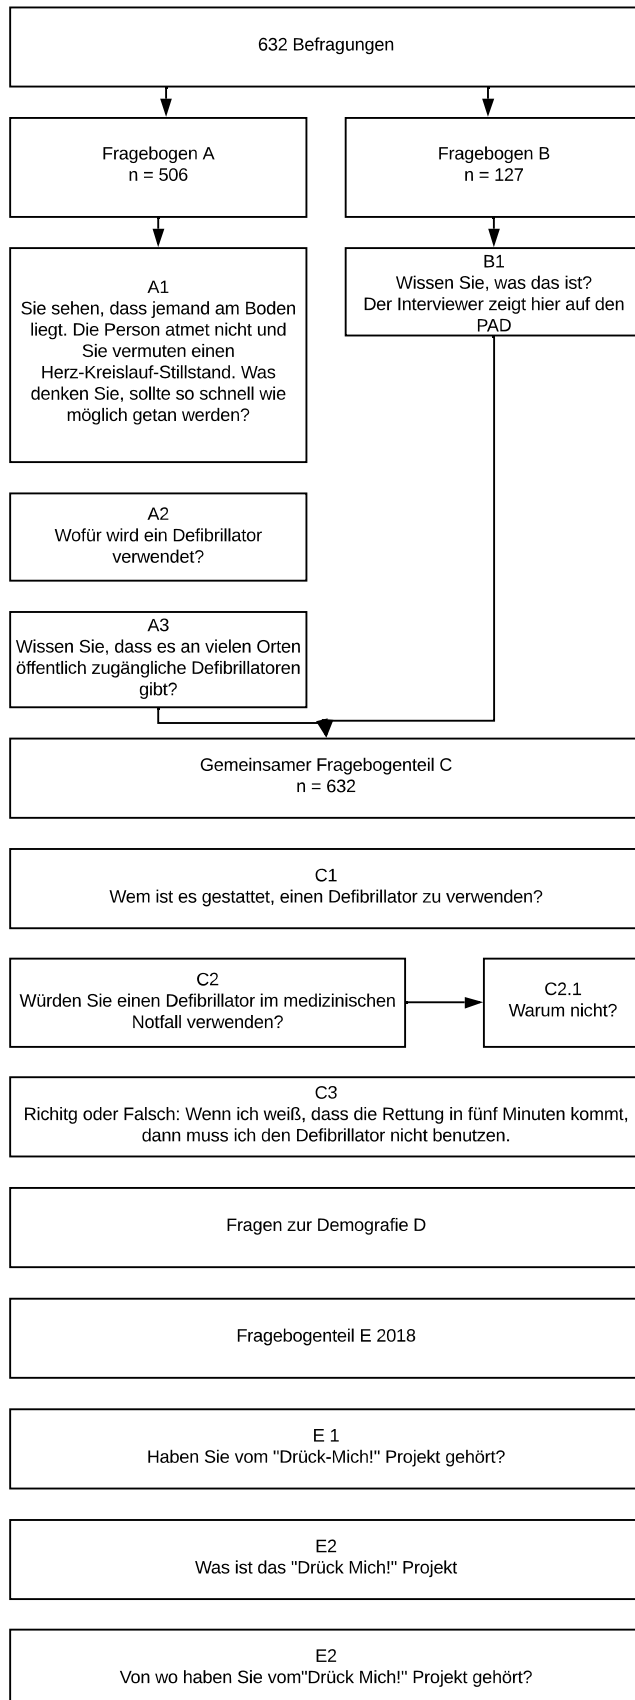 632 Befragungen
Fragebogen A
n = 506
Fragebogen B
n = 127
A1
Sie sehen, dass jemand am Boden
liegt. Die Person atmet nicht und
Sie vermuten einen
Herz-Kreislauf-Stillstand. Was
denken Sie, sollte so schnell wie
möglich getan werden?
B1
Wissen Sie, was das ist?
Der Interviewer zeigt hier auf den
PAD
A2
Wofür wird ein Defibrillator
verwendet?
A3
Wissen Sie, dass es an vielen Orten
öffentlich zugängliche Defibrillatoren
gibt?
Gemeinsamer Fragebogenteil C
n = 632
C1
Wem ist es gestattet, einen Defibrillator zu verwenden?
C2
Würden Sie einen Defibrillator im medizinischen
Notfall verwenden?
C2.1
Warum nicht?
C3
Richitg oder Falsch: Wenn ich weiß, dass die Rettung in fünf Minuten kommt,
dann muss ich den Defibrillator nicht benutzen.
Fragen zur Demografie D
Fragebogenteil E 2018
E 1
Haben Sie vom "Drück-Mich!" Projekt gehört?
E2
Was ist das "Drück Mich!" Projekt
E2
Von wo haben Sie vom"Drück Mich!" Projekt gehört?